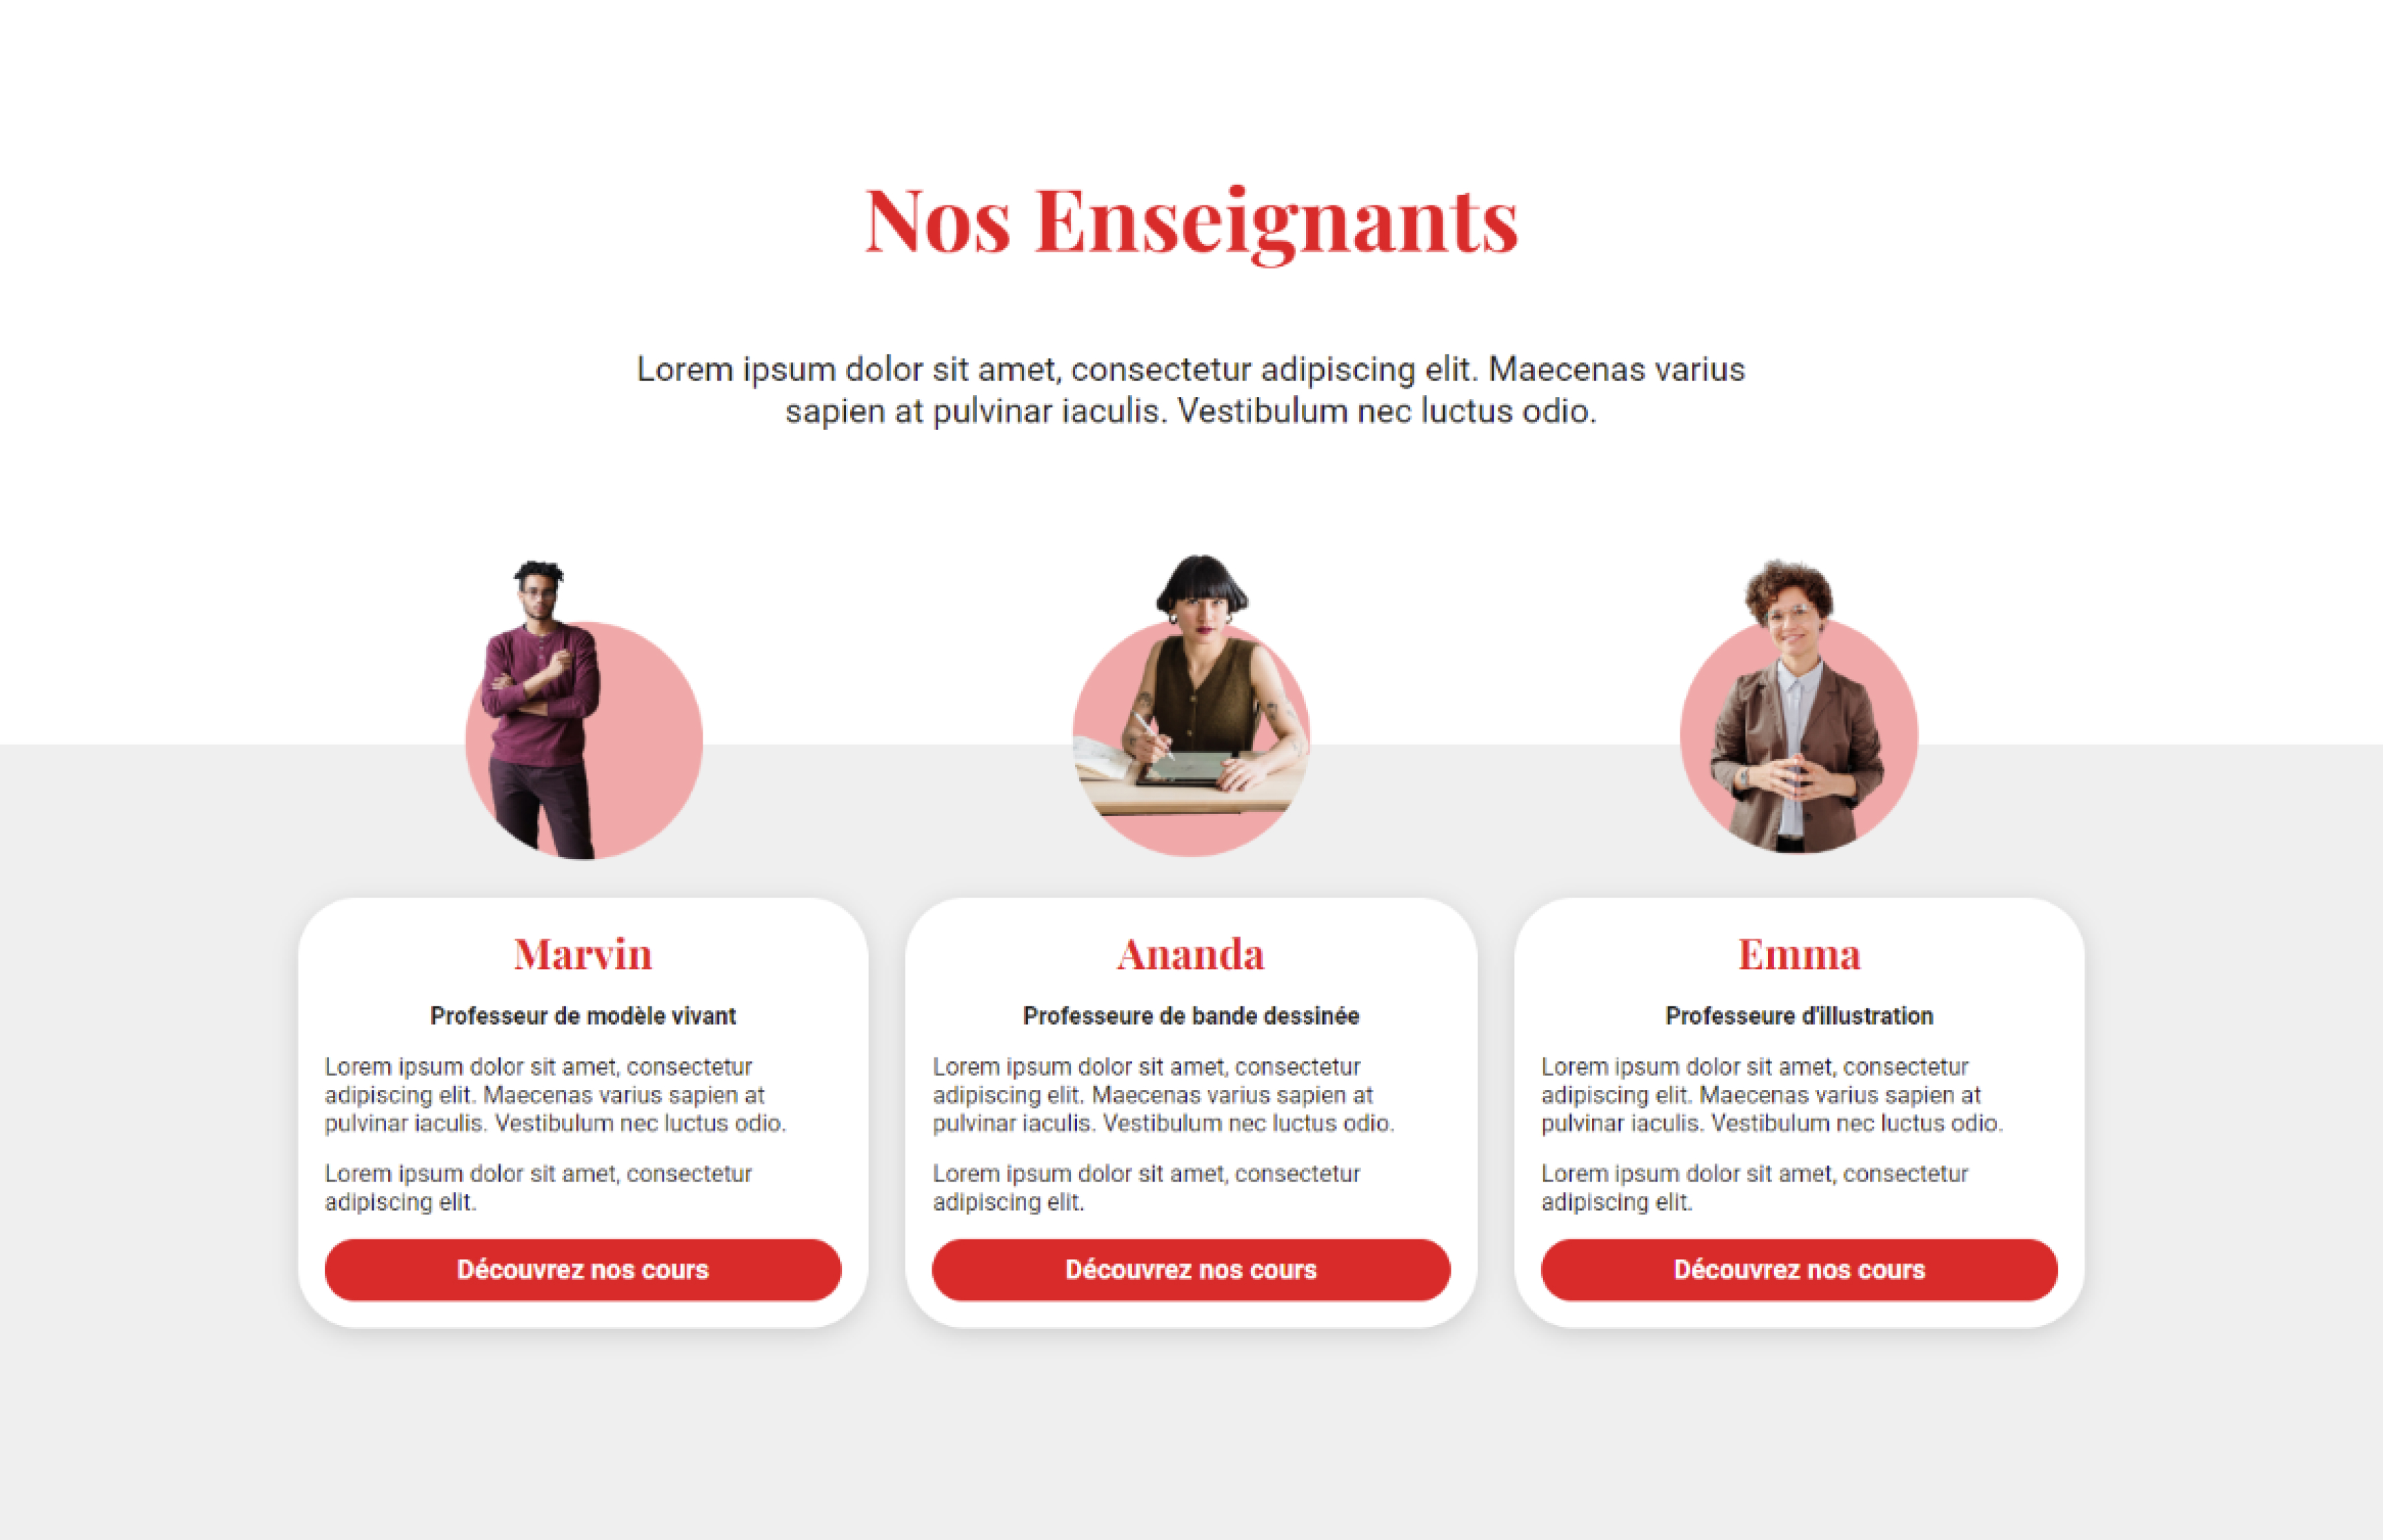 Nos Enseignants
Lorem ipsum dolor sit amet, consectetur adipiscing elit. Maecenas varius
sapien at pulvinar iaculis. Vestibulum nec luctus odio.
Marvin
Professeur de modèle vivant
Lorem ipsum dolor sit amet, consectetur
adipiscing elit. Maecenas varius sapien at
pulvinar iaculis. Vestibulum nec luctus odio.
Lorem ipsum dolor sit amet, consectetur
adipiscing elit.
Découvrez nos cours
Ananda
Professeure de bande dessinée
Lorem ipsum dolor sit amet, consectetur
adipiscing elit. Maecenas varius sapien at
pulvinar iaculis. Vestibulum nec luctus odio.
Lorem ipsum dolor sit amet, consectetur
adipiscing elit.
Découvrez nos cours
Emma
Professeure d'illustration
Lorem ipsum dolor sit amet, consectetur
adipiscing elit. Maecenas varius sapien at
pulvinar iaculis. Vestibulum nec luctus odio.
Lorem ipsum dolor sit amet, consectetur
adipiscing elit.
Découvrez nos cours